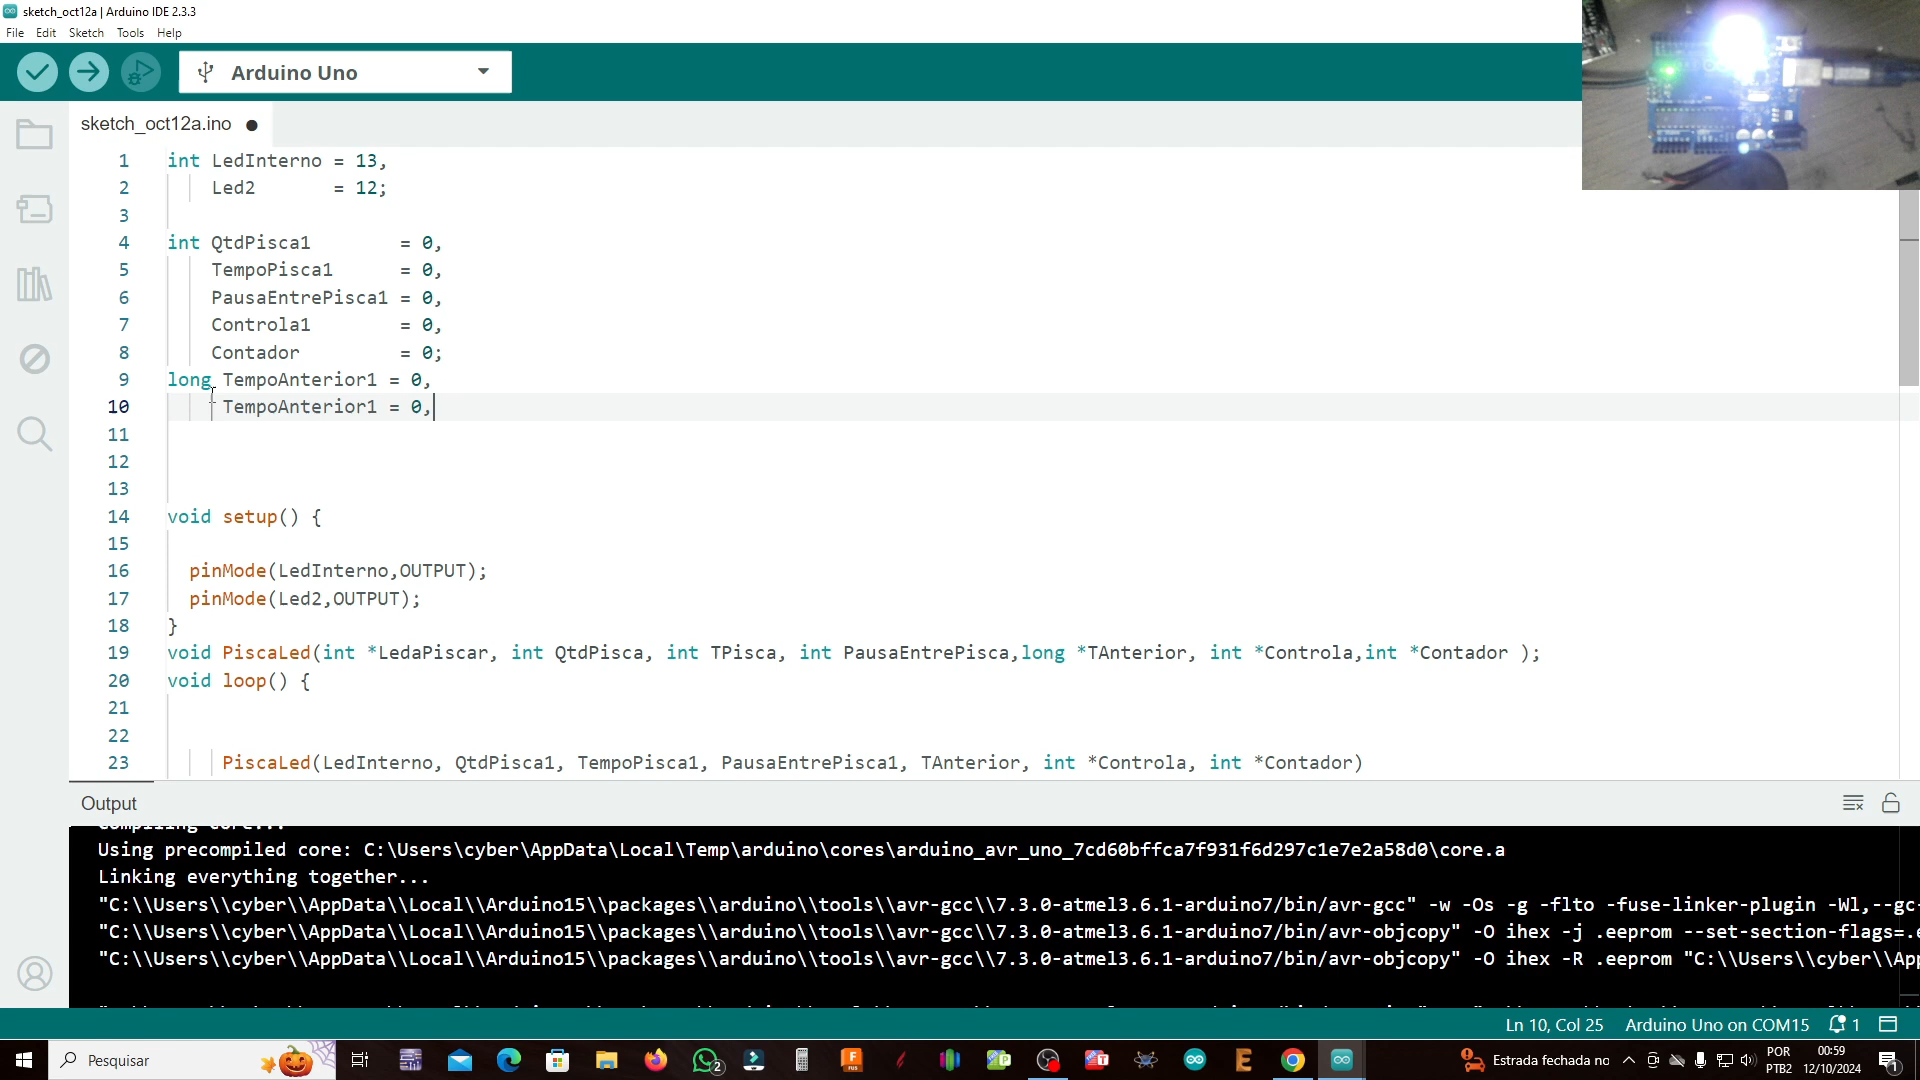 sketch_oct12a | Arduino IDE 2.3.3
File Edit Sketch Tools Help
Arduino Uno
sketch_oct12a.ino
1 int LedInterno = 13,
2 Led2 = 12;
3
4 int QtdPisca1 = 0,
5 TempoPisca1 = 0,
6 PausaEntrePisca1 = 0,
7 Controla1 = 0,
8 Contador = 0;
9 long TempoAnterior1 = 0,
10 TempoAnterior1 = 0,
11
12
13
14 void setup() {
15
16 pinMode(LedInterno,OUTPUT);
17 pinMode(Led2,OUTPUT);
18 }
19 void PiscaLed(int *LedaPiscar, int QtdPisca, int TPisca, int PausaEntrePisca,long *TAnterior, int *Controla,int *Contador );
20 void loop() {
21
22
23 PiscaLed(LedInterno, QtdPisca1, TempoPisca1, PausaEntrePisca1, TAnterior, int *Controla, int *Contador)
Output
Compiling core...
Using precompiled core: C:\Users\cyber\AppData\Local\Temp\arduino\cores\arduino_avr_uno_7cd60bffca7f931f6d297c1e7e2a58d0\core.a
Linking everything together...
"C:\\Users\\cyber\\AppData\\Local\\Arduino15\\packages\\arduino\\tools\\avr-gcc\\7.3.0-atmel3.6.1-arduino7/bin/avr-gcc" -w -Os -g -flto -fuse-linker-plugin -Wl,--gc-
"C:\\Users\\cyber\\AppData\\Local\\Arduino15\\packages\\arduino\\tools\\avr-gcc\\7.3.0-atmel3.6.1-arduino7/bin/avr-objcopy" -O ihex -j .eeprom --set-section-flags=.e
"C:\\Users\\cyber\\AppData\\Local\\Arduino15\\packages\\arduino\\tools\\avr-gcc\\7.3.0-atmel3.6.1-arduino7/bin/avr-objcopy" -O ihex -R .eeprom "C:\\Users\\cyber\\Ap
Ln 10, Col 25 Arduino Uno on COM15 1
Pesquisar
2
Estrada fechada no
POR
PTB2
00:59
12/10/2024
1